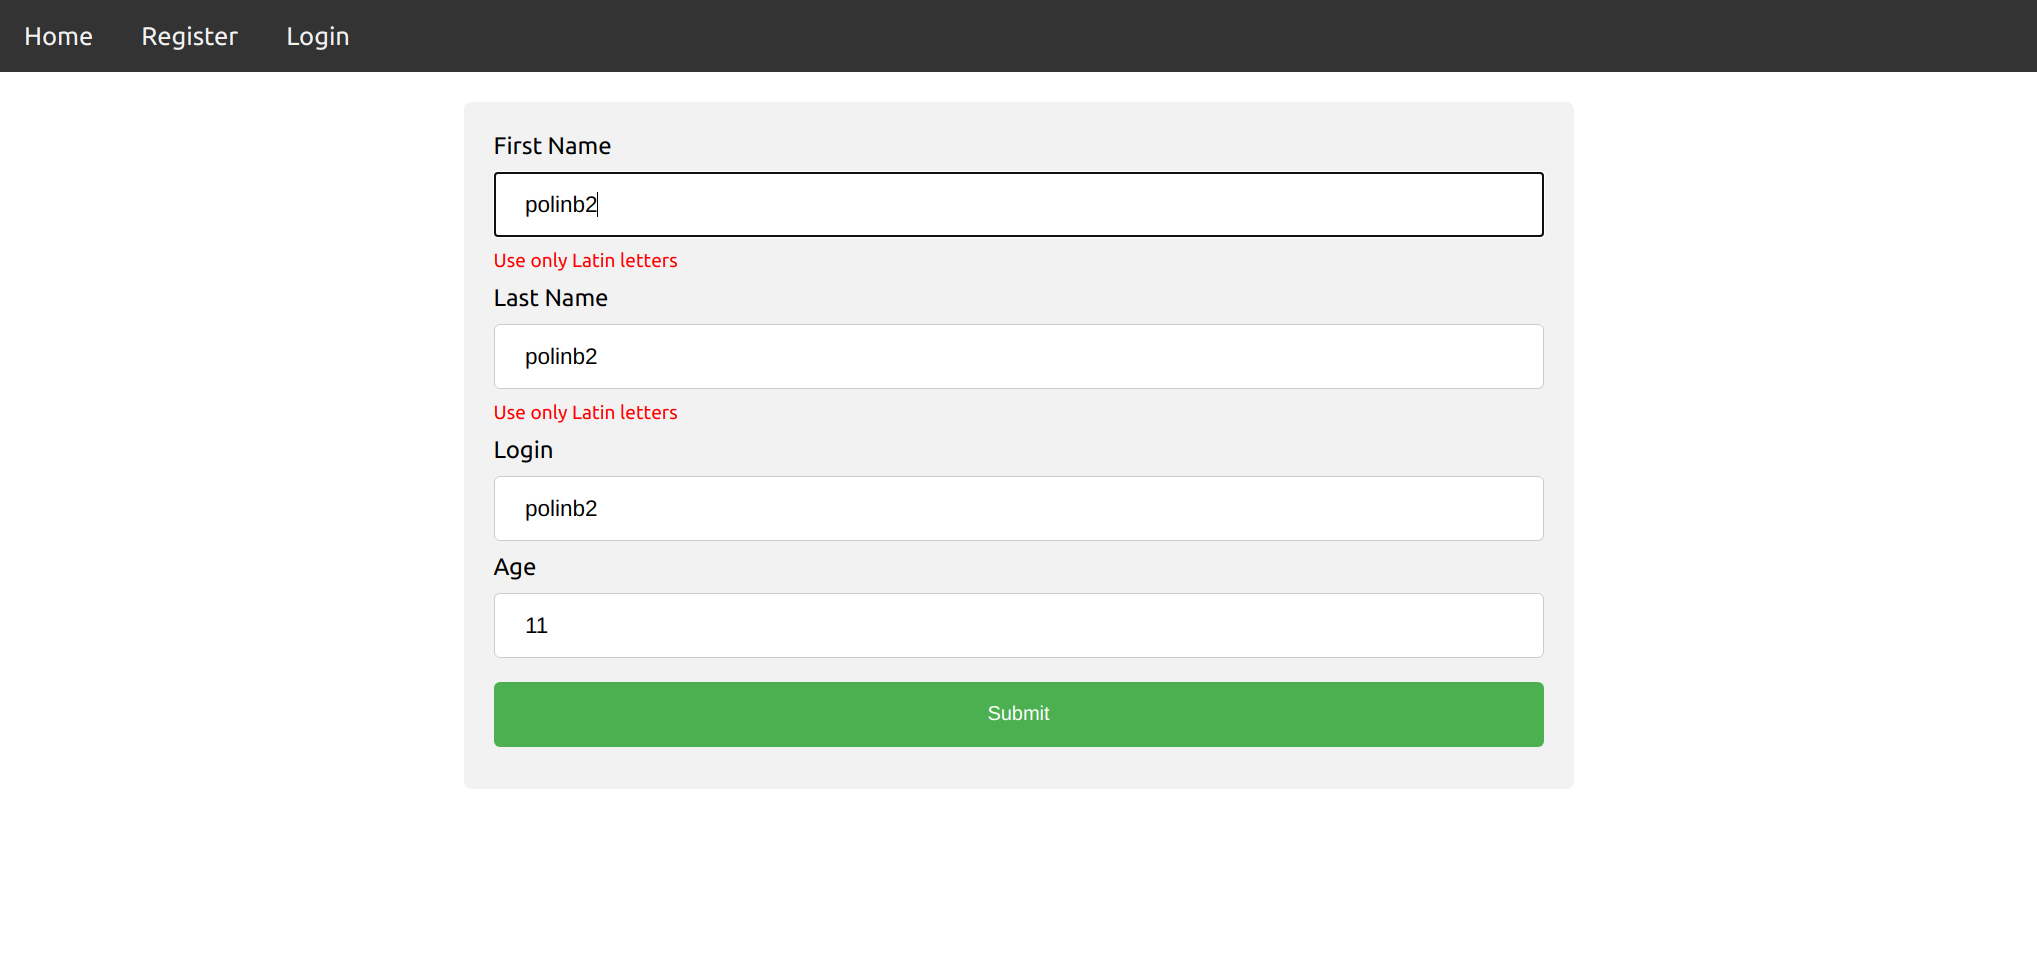 Home Register Login
First Name
polinb2
Use only Latin letters
Last Name
polinb2
Use only Latin letters
Login
polinb2
Age
11
Submit